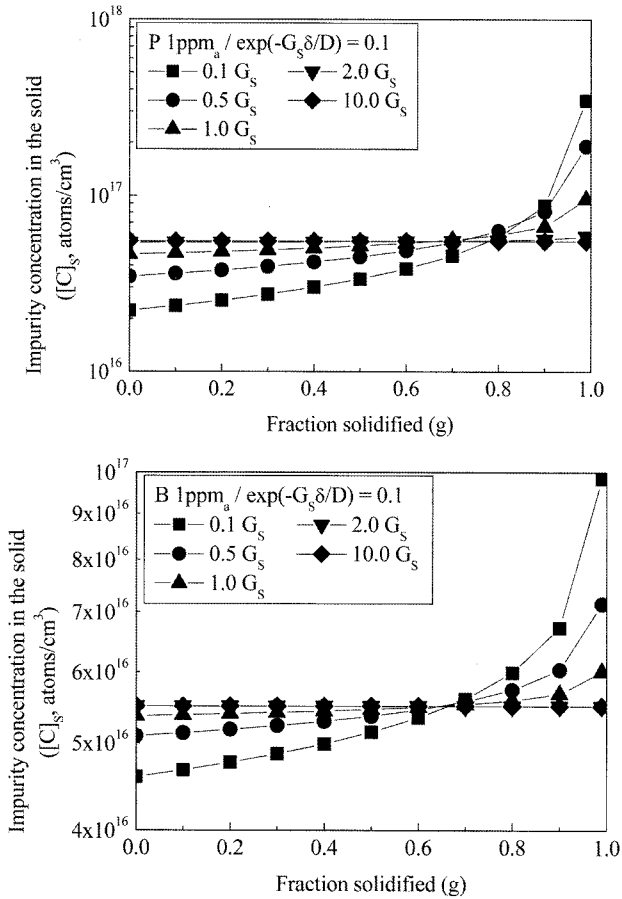 10^18
P 1ppm_a / exp(-G_Sδ/D) = 0.1
0.1 G_S
2.0 G_S
0.5 G_S
10.0 G_S
1.0 G_S
10^17
10^16
Impurity concentration in the solid
([C]_S, atoms/cm^3)
0.0 0.2 0.4 0.6 0.8 1.0
Fraction solidified (g)
10^17
B 1ppm_a / exp(-G_Sδ/D) = 0.1
0.1 G_S
2.0 G_S
0.5 G_S
10.0 G_S
1.0 G_S
9x10^16
8x10^16
7x10^16
6x10^16
5x10^16
4x10^16
Impurity concentration in the solid
([C]_S, atoms/cm^3)
0.0 0.2 0.4 0.6 0.8 1.0
Fraction solidified (g)